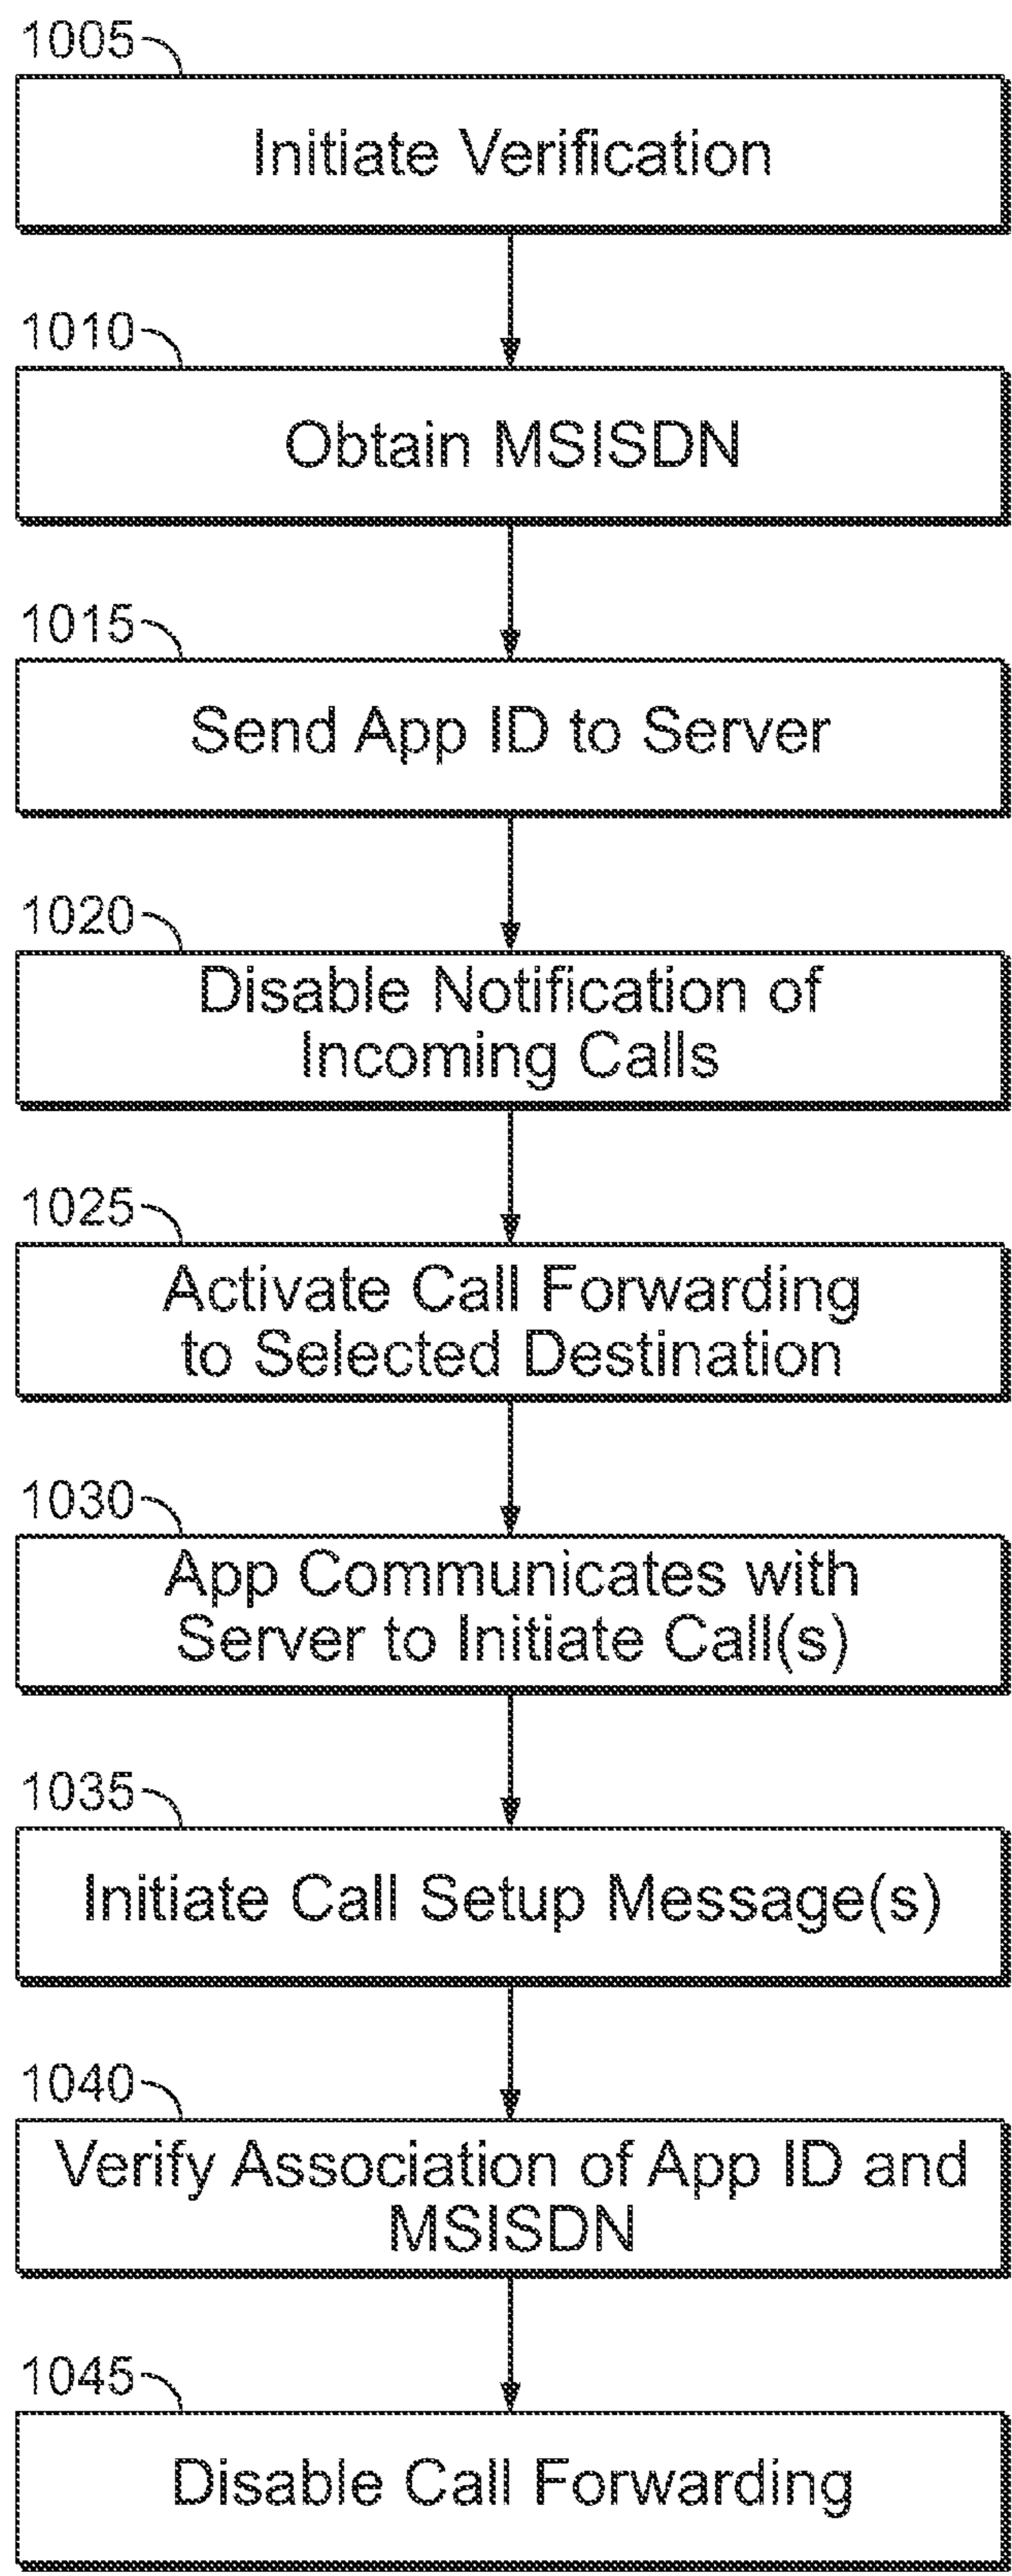 1005
Initiate Verification
1010
Obtain MSISDN
1015
Send App ID to Server
1020
Disable Notification of
Incoming Calls
1025
Activate Call Forwarding
to Selected Destination
1030
App Communicates with
Server to Initiate Call(s)
1035
Initiate Call Setup Message(s)
1040
Verify Association of App ID and
MSISDN
1045
Disable Call Forwarding